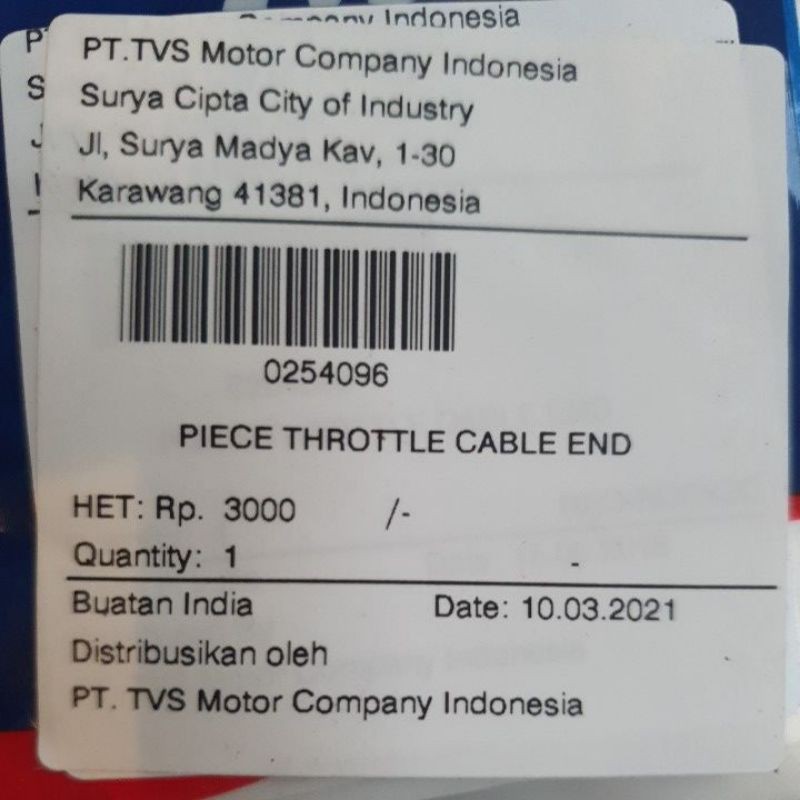 Company Indonesia
PT.TVS Motor Company Indonesia
Surya Cipta City of Industry
Jl, Surya Madya Kav, 1-30
Karawang 41381, Indonesia
0254096
PIECE THROTTLE CABLE END
HET: Rp. 3000 /-
Quantity: 1 -
Buatan India Date: 10.03.2021
Distribusikan oleh
PT. TVS Motor Company Indonesia